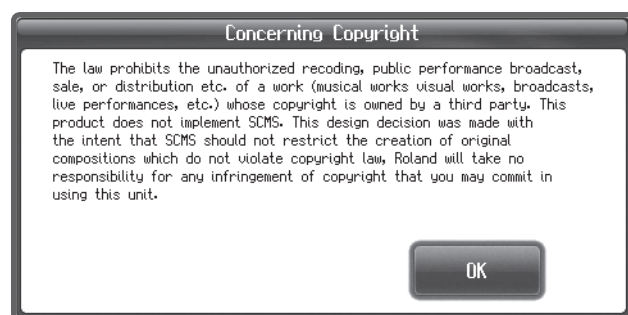 Concerning Copyright
The law prohibits the unauthorized recoding, public performance broadcast,
sale, or distribution etc. of a work (musical works visual works, broadcasts,
live performances, etc.) whose copyright is owned by a third party. This
product does not implement SCMS. This design decision was made with
the intent that SCMS should not restrict the creation of original
compositions which do not violate copyright law, Roland will take no
responsibility for any infringement of copyright that you may commit in
using this unit.
OK